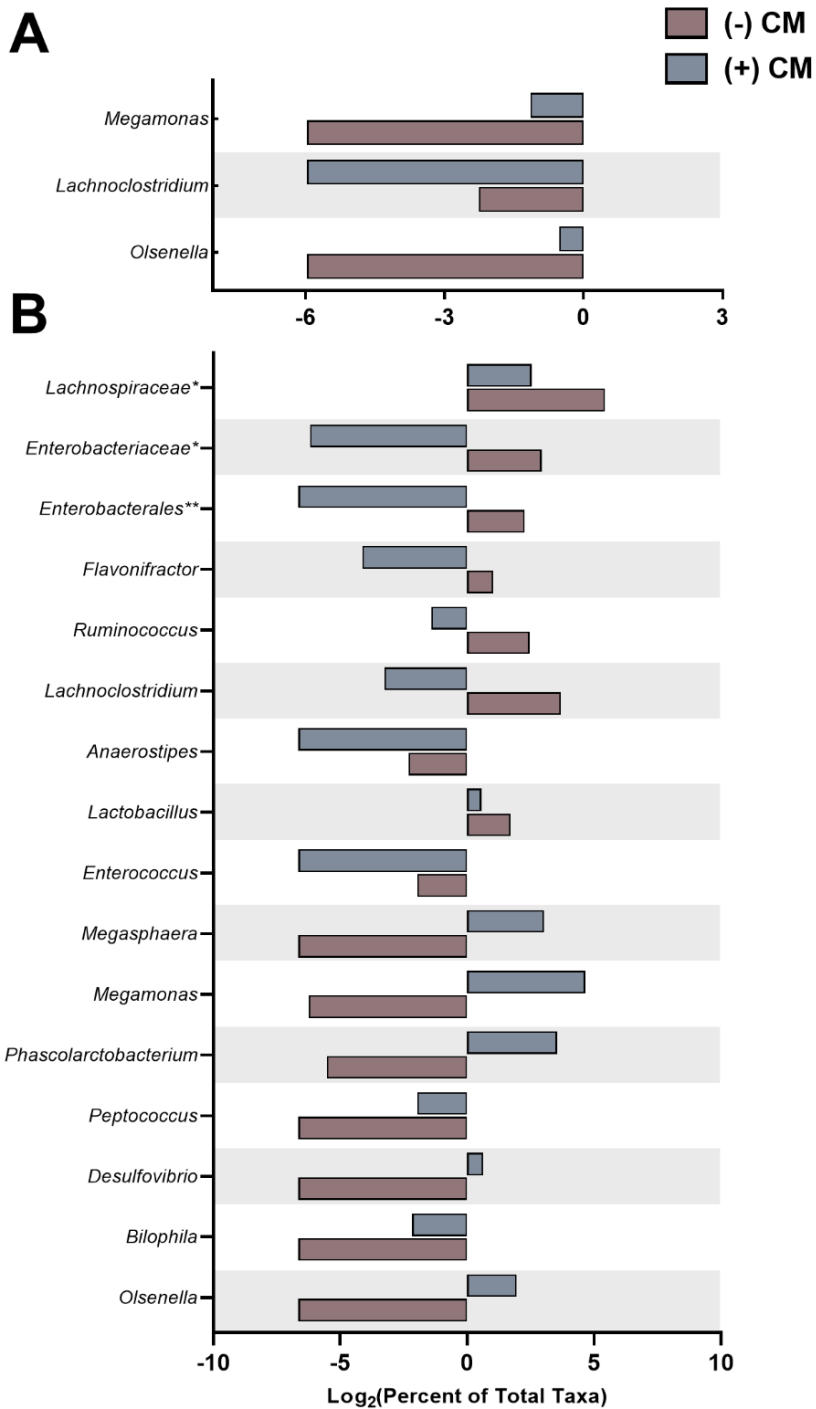 A
(-) CM
(+) CM
Megamonas
Lachnoclostridium
Olsenella
-6 -3 0 3
B
Lachnospiraceae*
Enterobacteriaceae*
Enterobacterales**
Flavonifractor
Ruminococcus
Lachnoclostridium
Anaerostipes
Lactobacillus
Enterococcus
Megasphaera
Megamonas
Phascolarctobacterium
Peptococcus
Desulfovibrio
Bilophila
Olsenella
-10 -5 0 5 10
Log₂(Percent of Total Taxa)